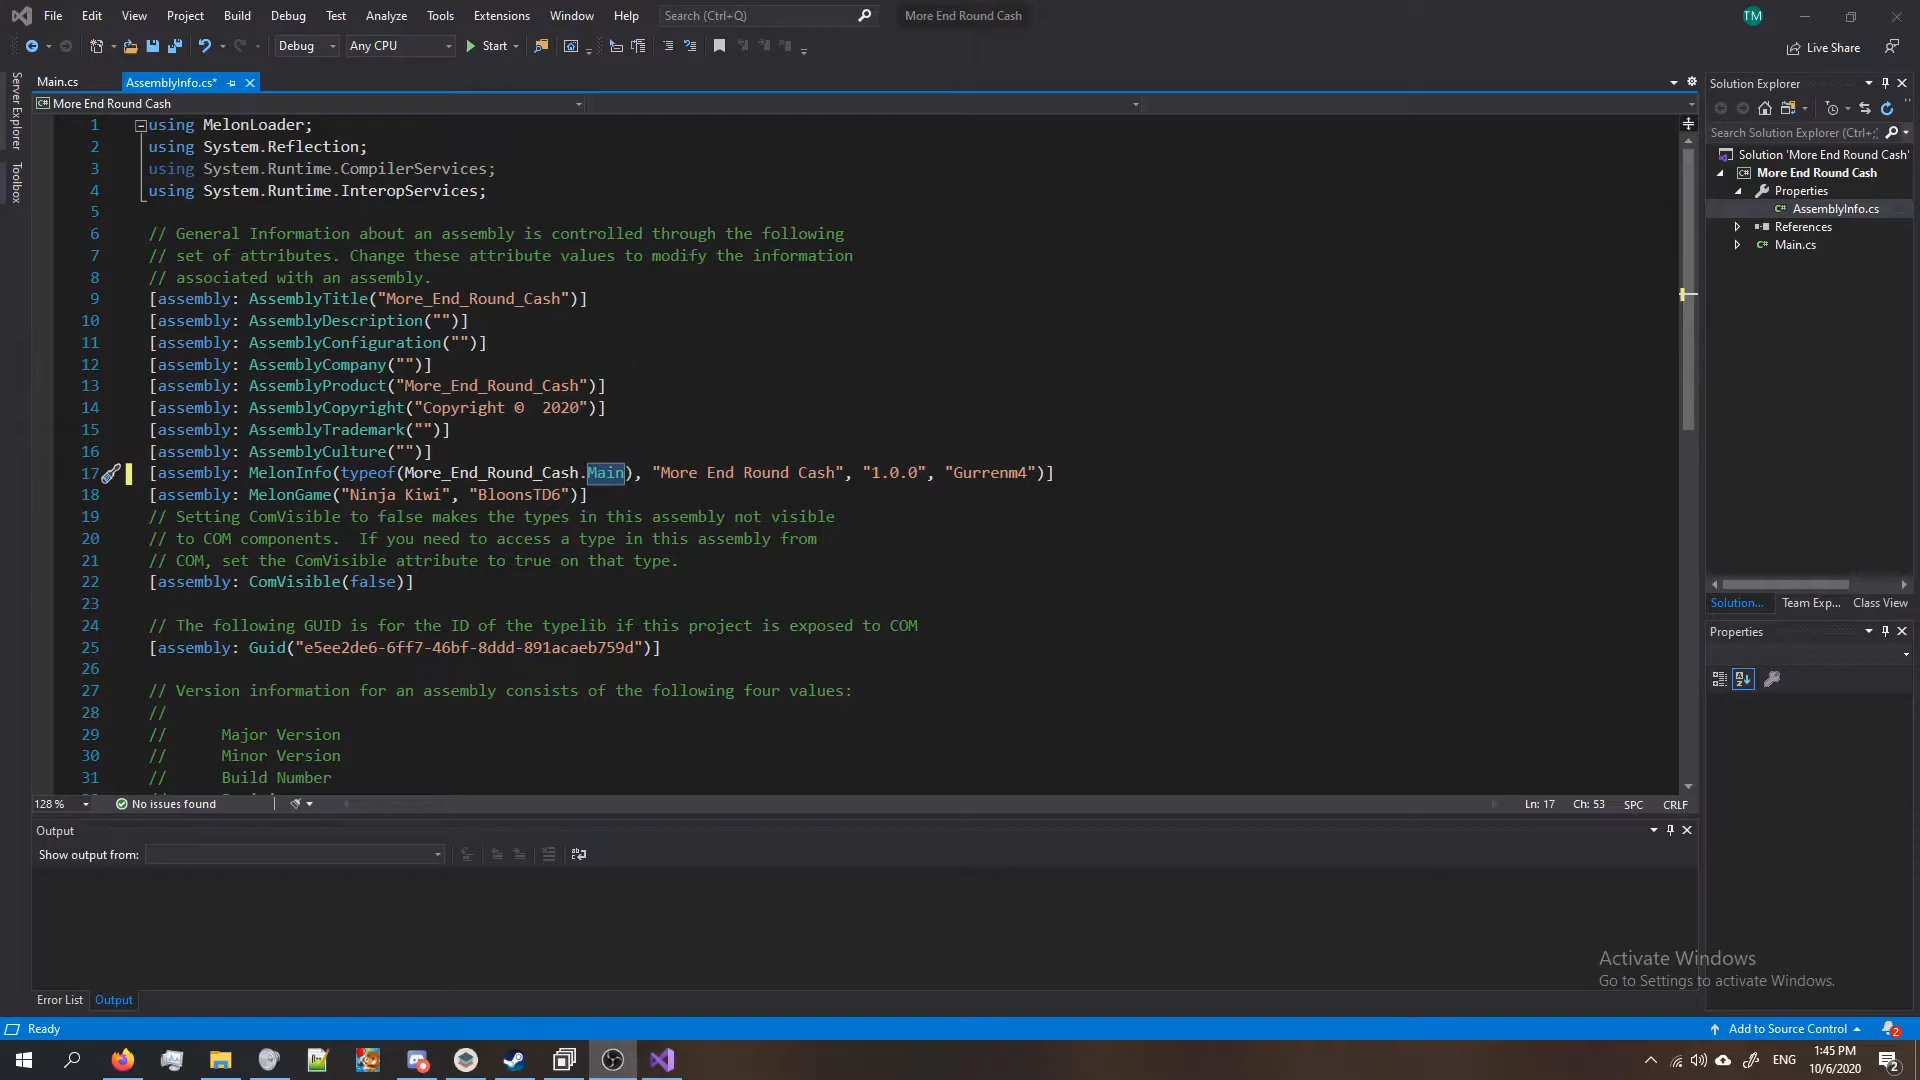 File Edit View Project Build Debug Test Analyze Tools Extensions Window Help Search (Ctrl+Q) More End Round Cash TM
Debug Any CPU Start Live Share
Server Explorer
Toolbox
Main.cs AssemblyInfo.cs*
More End Round Cash
1 using MelonLoader;
2 using System.Reflection;
3 using System.Runtime.CompilerServices;
4 using System.Runtime.InteropServices;
5
6 // General Information about an assembly is controlled through the following
7 // set of attributes. Change these attribute values to modify the information
8 // associated with an assembly.
9 [assembly: AssemblyTitle("More_End_Round_Cash")]
10 [assembly: AssemblyDescription("")]
11 [assembly: AssemblyConfiguration("")]
12 [assembly: AssemblyCompany("")]
13 [assembly: AssemblyProduct("More_End_Round_Cash")]
14 [assembly: AssemblyCopyright("Copyright ©  2020")]
15 [assembly: AssemblyTrademark("")]
16 [assembly: AssemblyCulture("")]
17 [assembly: MelonInfo(typeof(More_End_Round_Cash.Main), "More End Round Cash", "1.0.0", "Gurrenm4")]
18 [assembly: MelonGame("Ninja Kiwi", "BloonsTD6")]
19 // Setting ComVisible to false makes the types in this assembly not visible
20 // to COM components.  If you need to access a type in this assembly from
21 // COM, set the ComVisible attribute to true on that type.
22 [assembly: ComVisible(false)]
23
24 // The following GUID is for the ID of the typelib if this project is exposed to COM
25 [assembly: Guid("e5ee2de6-6ff7-46bf-8ddd-891acaeb759d")]
26
27 // Version information for an assembly consists of the following four values:
28 //
29 //      Major Version
30 //      Minor Version
31 //      Build Number
128 % No issues found Ln: 17 Ch: 53 SPC CRLF
Output
Show output from:
Error List Output
Solution Explorer
Search Solution Explorer (Ctrl+;
Solution 'More End Round Cash'
More End Round Cash
Properties
AssemblyInfo.cs
References
Main.cs
Solution... Team Exp... Class View
Properties
Activate Windows
Go to Settings to activate Windows.
Ready Add to Source Control 2
ENG 1:45 PM 2
10/6/2020